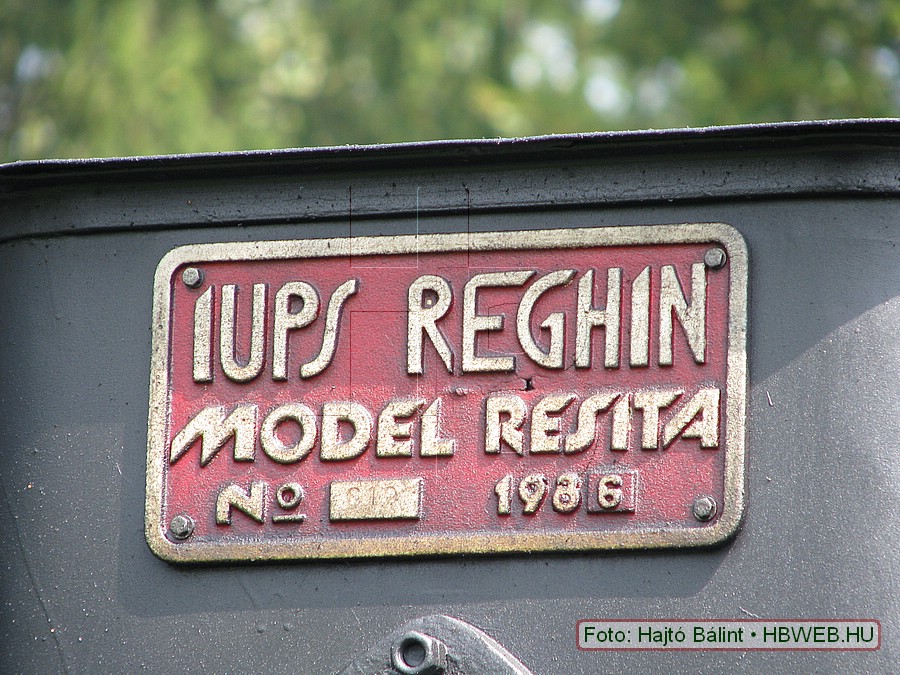 IUPS REGHIN
MODEL RESITA
Nº 1986
Foto: Hajtó Bálint • HBWEB.HU